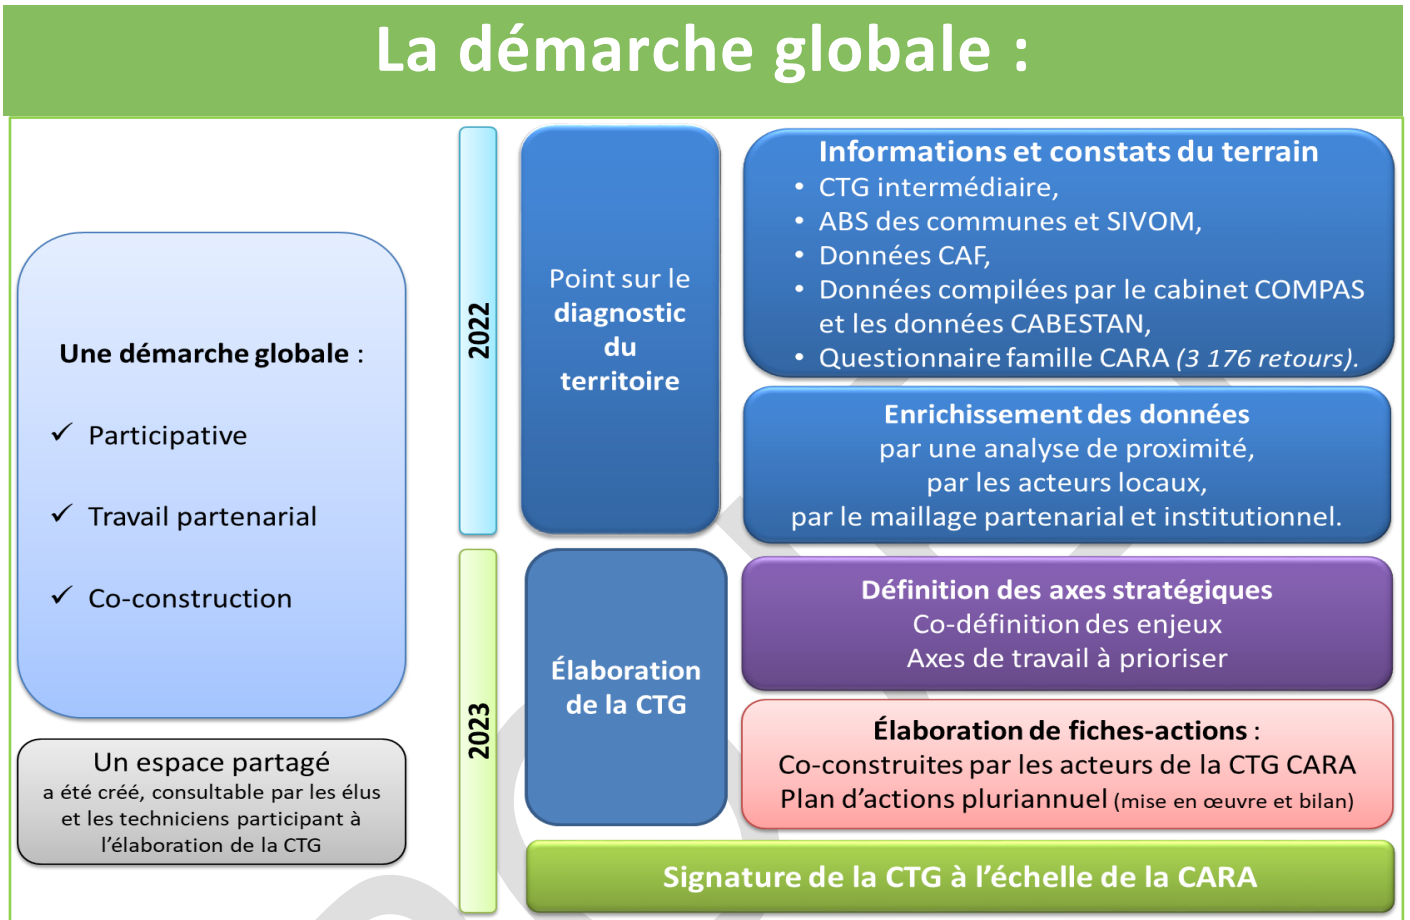 La démarche globale :
Une démarche globale :
✓ Participative
✓ Travail partenarial
✓ Co-construction
Un espace partagé
a été créé, consultable par les élus
et les techniciens participant à
l’élaboration de la CTG
2022
Point sur le
diagnostic
du
territoire
Informations et constats du terrain
• CTG intermédiaire,
• ABS des communes et SIVOM,
• Données CAF,
• Données compilées par le cabinet COMPAS
et les données CABESTAN,
• Questionnaire famille CARA (3 176 retours).
Enrichissement des données
par une analyse de proximité,
par les acteurs locaux,
par le maillage partenarial et institutionnel.
2023
Élaboration
de la CTG
Définition des axes stratégiques
Co-définition des enjeux
Axes de travail à prioriser
Élaboration de fiches-actions :
Co-construites par les acteurs de la CTG CARA
Plan d’actions pluriannuel (mise en œuvre et bilan)
Signature de la CTG à l’échelle de la CARA